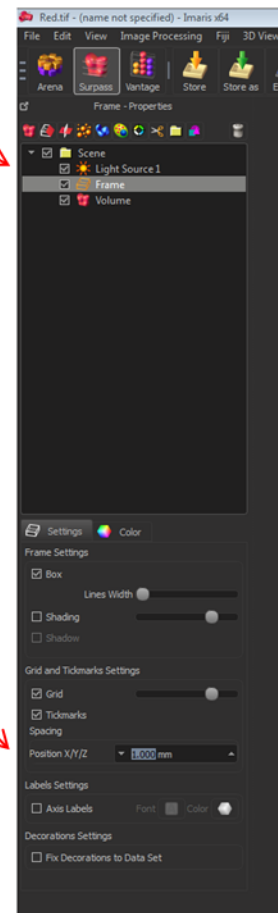 Red.tif - (name not specified) - Imaris x64
File Edit View Image Processing Fiji 3D View
Arena Surpass Vantage Store Store as
Frame - Properties
Scene
Light Source 1
Frame
Volume
Settings Color
Frame Settings
Box
Lines Width
Shading
Shadow
Grid and Tickmarks Settings
Grid
Tickmarks
Spacing
Position X/Y/Z 1.000 mm
Labels Settings
Axis Labels Font Color
Decorations Settings
Fix Decorations to Data Set